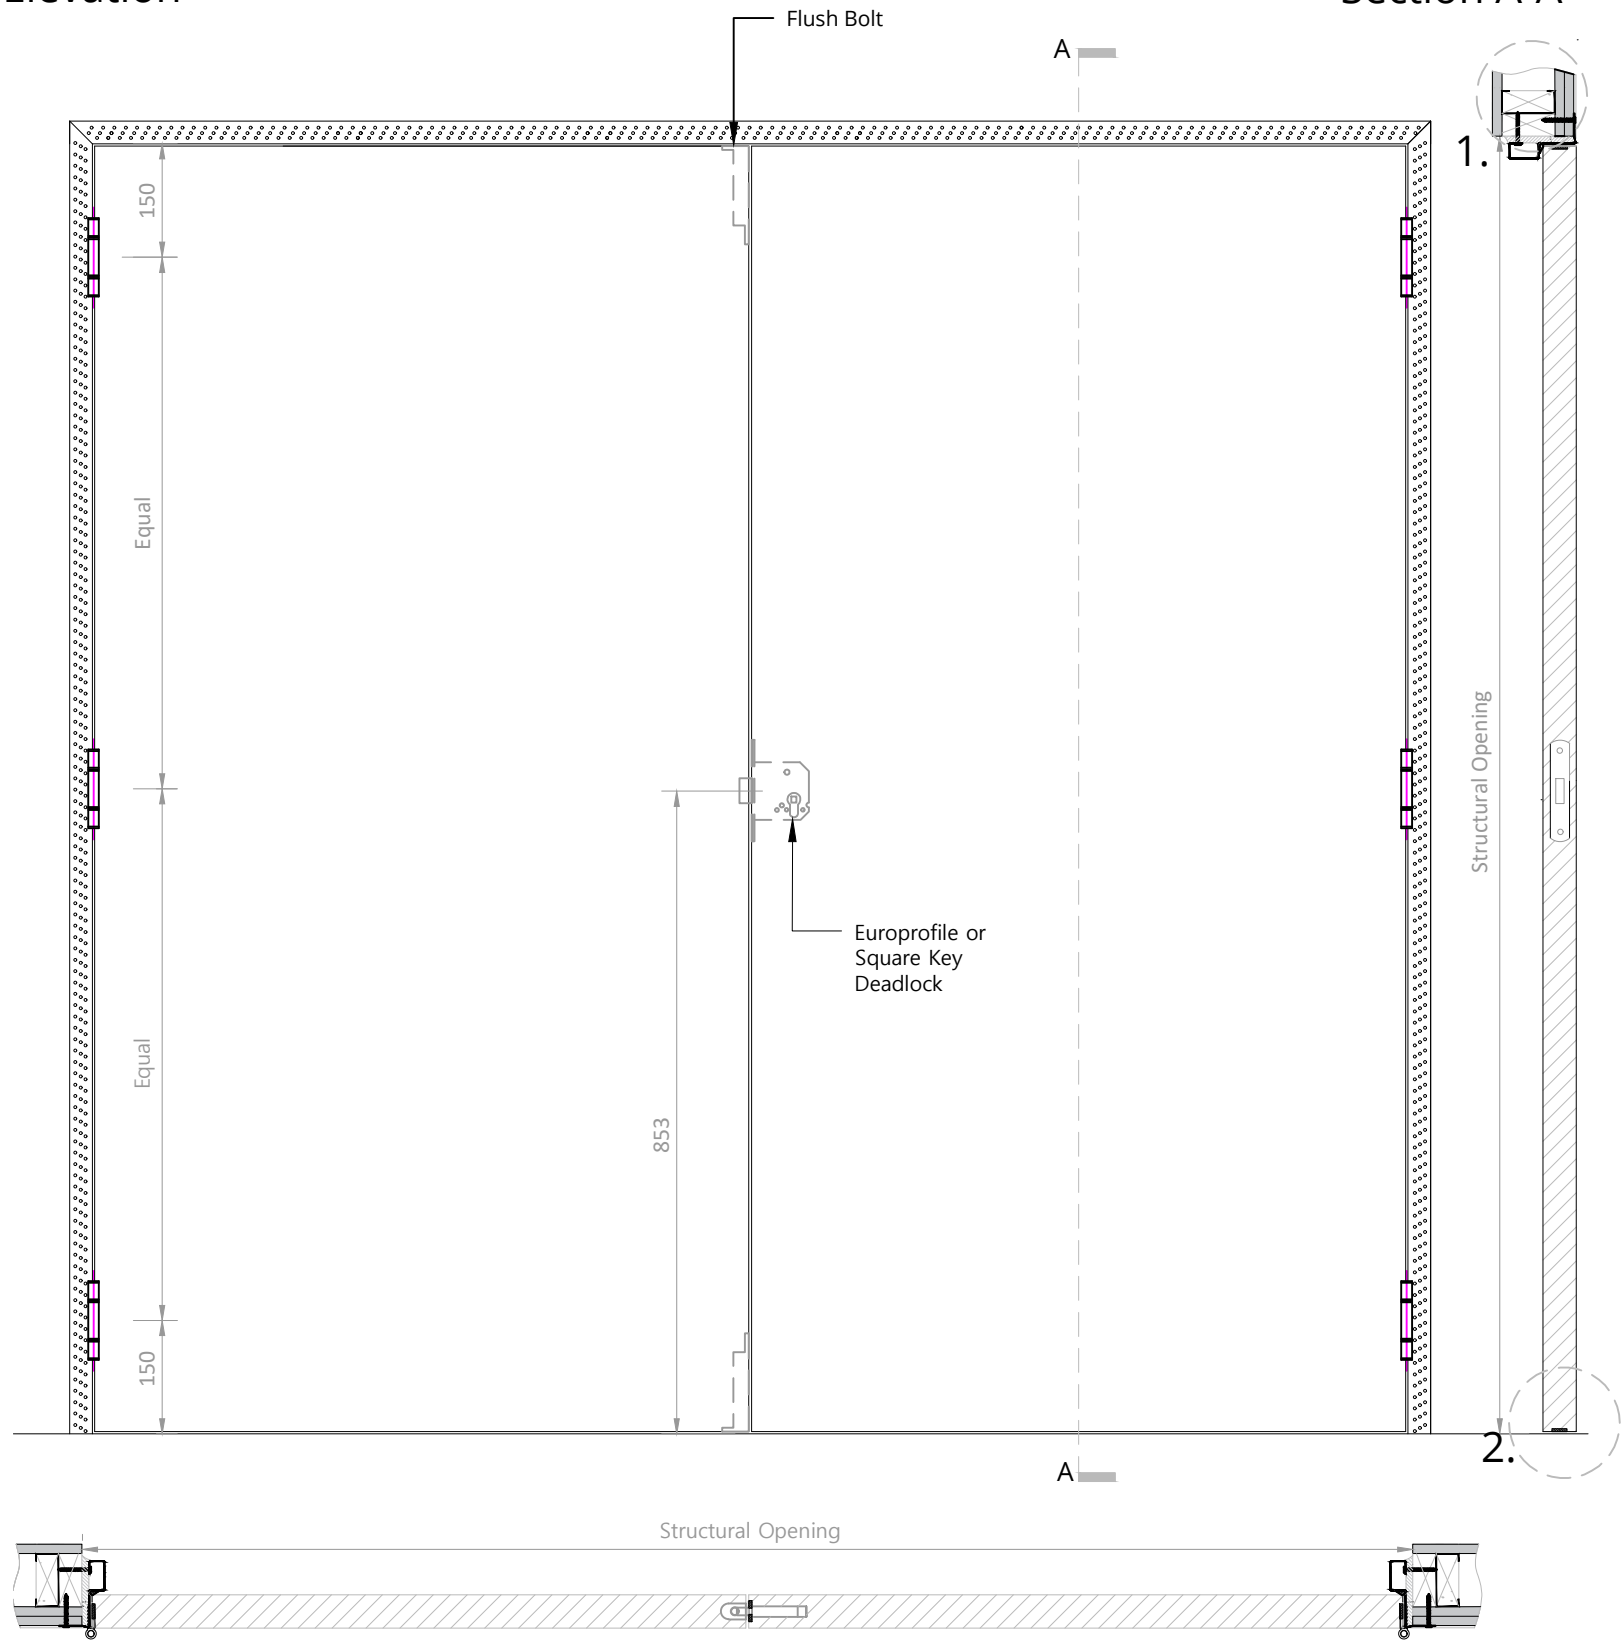 Elevation
Section A-A
Flush Bolt
A
1.
150
Equal
Structural Opening
Europrofile or
Square Key
Deadlock
Equal
853
150
2.
A
Structural Opening